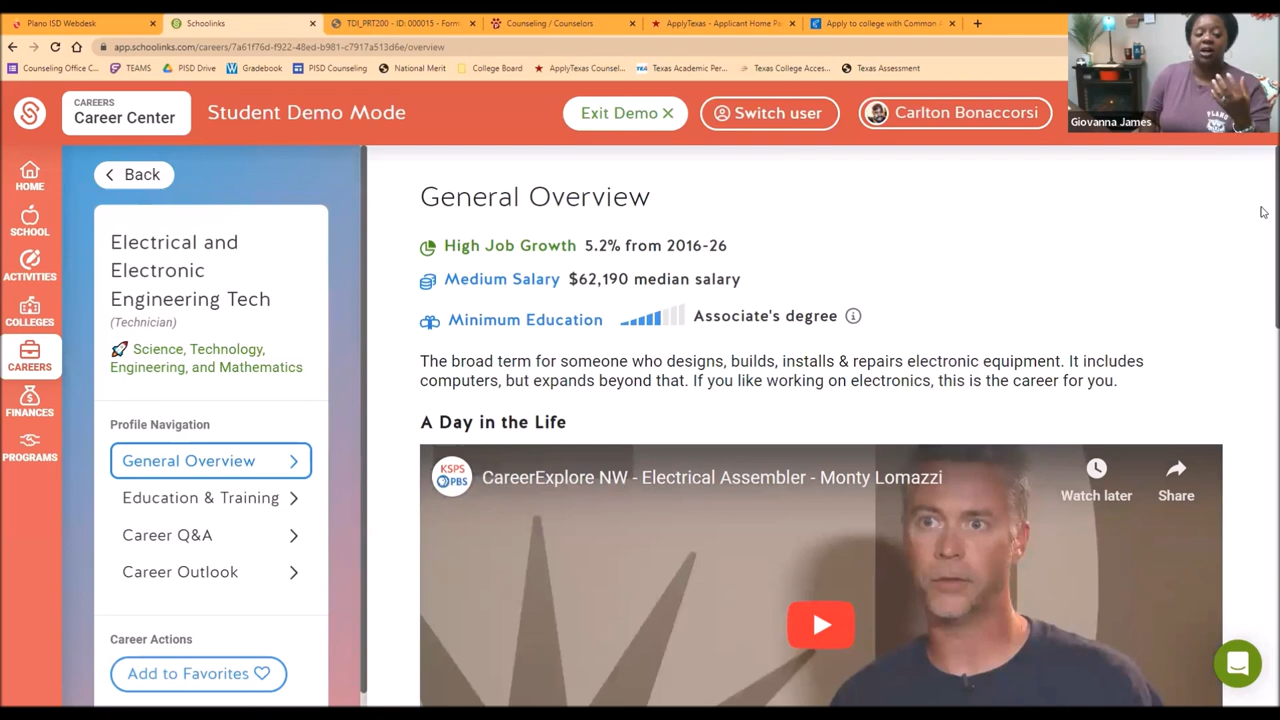 Plano ISD Webdesk
Schoolinks
TDI_PRT200 - ID: 000015 - Form
Counseling / Counselors
ApplyTexas - Applicant Home P
Apply to college with Common
app.schoolinks.com/careers/7a61f76d-f922-48ed-b981-c7917a513d6e/overview
Counseling Office C...
TEAMS
PISD Drive
Gradebook
PISD Counseling
National Merit
College Board
ApplyTexas Counsel...
TEA Texas Academic Per...
Texas College Acces...
Texas Assessment
CAREERS
Career Center
Student Demo Mode
Exit Demo ✕
Switch user
Carlton Bonaccorsi
PLANO
Giovanna James
HOME
SCHOOL
ACTIVITIES
COLLEGES
CAREERS
FINANCES
PROGRAMS
Back
Electrical and
Electronic
Engineering Tech
(Technician)
Science, Technology,
Engineering, and Mathematics
Profile Navigation
General Overview
Education & Training
Career Q&A
Career Outlook
Career Actions
Add to Favorites
General Overview
High Job Growth 5.2% from 2016-26
Medium Salary $62,190 median salary
Minimum Education Associate's degree
The broad term for someone who designs, builds, installs & repairs electronic equipment. It includes
computers, but expands beyond that. If you like working on electronics, this is the career for you.
A Day in the Life
KSPS
PBS
CareerExplore NW - Electrical Assembler - Monty Lomazzi
Watch later
Share